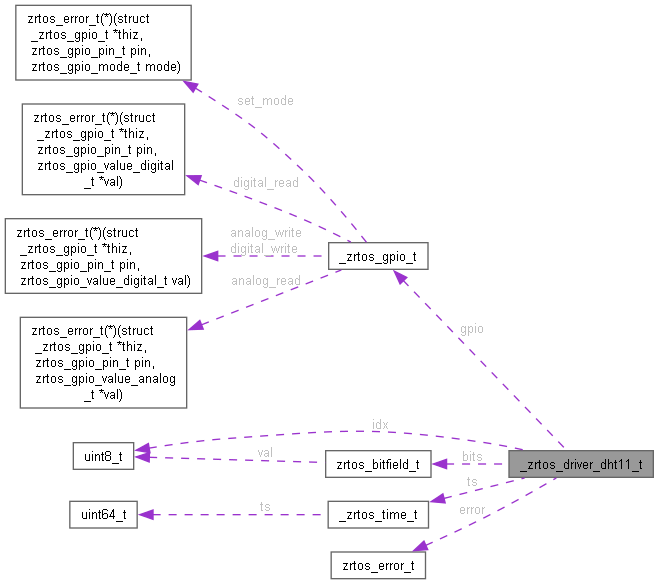 zrtos_error_t(*)(struct
_zrtos_gpio_t *thiz,
zrtos_gpio_pin_t pin,
zrtos_gpio_mode_t mode)
set_mode
zrtos_error_t(*)(struct
_zrtos_gpio_t *thiz,
zrtos_gpio_pin_t pin,
zrtos_gpio_value_digital
_t *val)
digital_read
zrtos_error_t(*)(struct
_zrtos_gpio_t *thiz,
zrtos_gpio_pin_t pin,
zrtos_gpio_value_digital_t val)
analog_write
digital_write
_zrtos_gpio_t
analog_read
zrtos_error_t(*)(struct
_zrtos_gpio_t *thiz,
zrtos_gpio_pin_t pin,
zrtos_gpio_value_analog
_t *val)
gpio
idx
uint8_t
val
zrtos_bitfield_t
bits
_zrtos_driver_dht11_t
ts
uint64_t
ts
_zrtos_time_t
error
zrtos_error_t